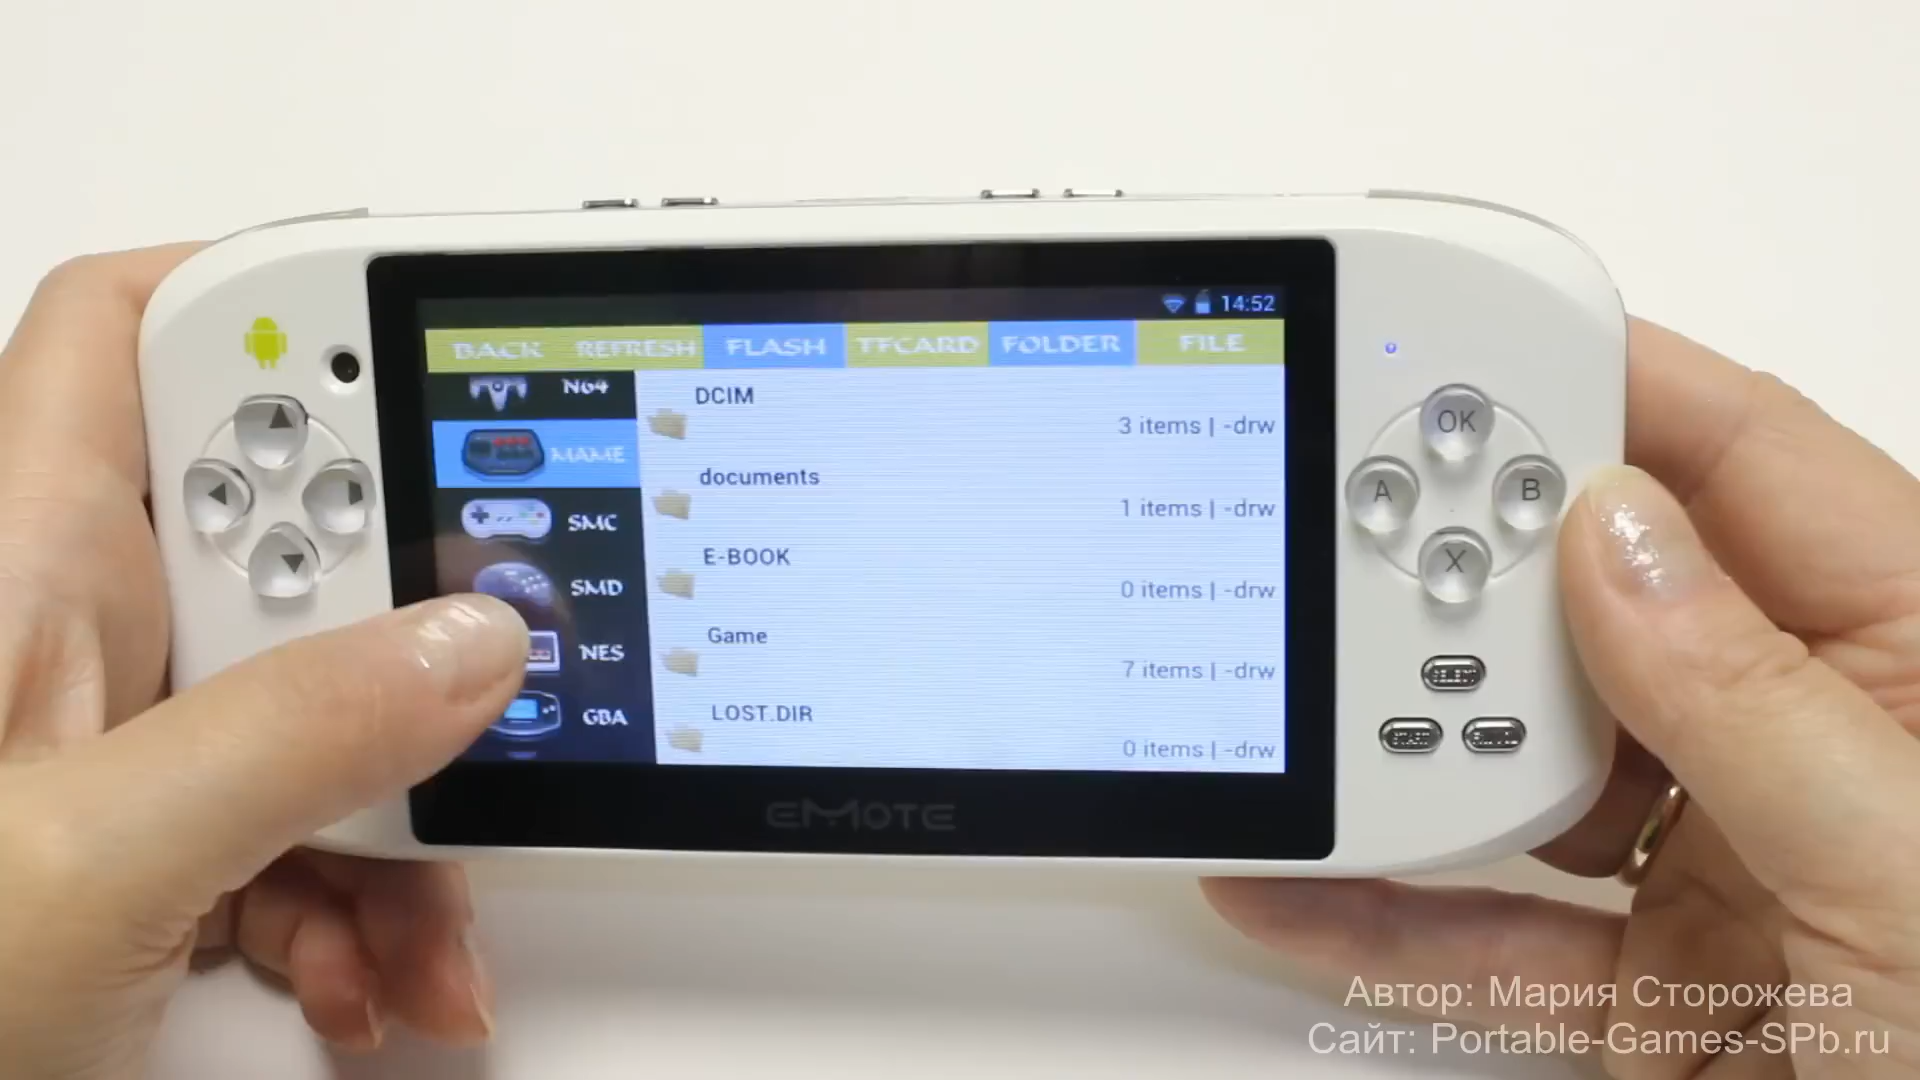 14:52
BACK REFRESH FLASH TFCARD FOLDER FILE
N64
MAME
SMC
SMD
NES
GBA
DCIM
3 items | -drw
documents
1 items | -drw
E-BOOK
0 items | -drw
Game
7 items | -drw
LOST.DIR
0 items | -drw
eMOTE
OK
A
B
X
SELECT
START
Автор: Мария Сторожева
Сайт: Portable-Games-SPb.ru